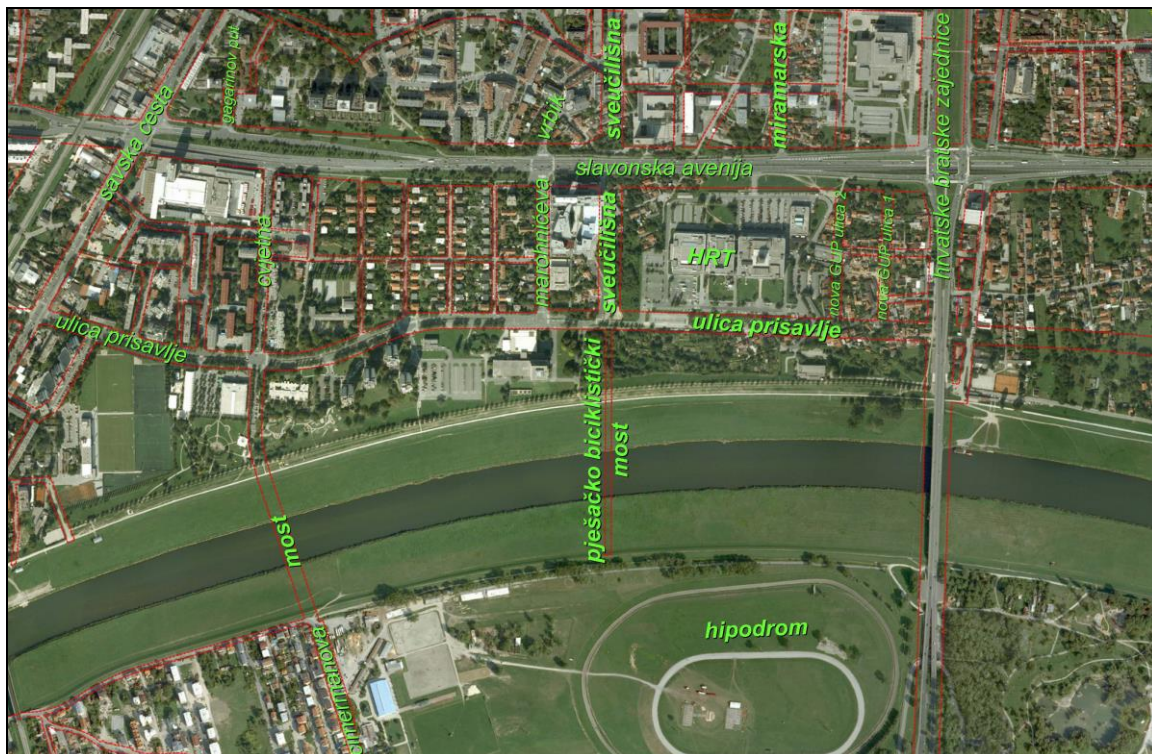 savska cesta
gagarinov put
vrbik
sveučilišna
miramarska
hrvatske bratske zajednice
slavonska avenija
cvjetna
marohnićeva
sveučilišna
HRT
nova GUP ulica 2
nova GUP ulica 1
ulica prisavlje
ulica prisavlje
pješačko biciklistički
most
most
hipodrom